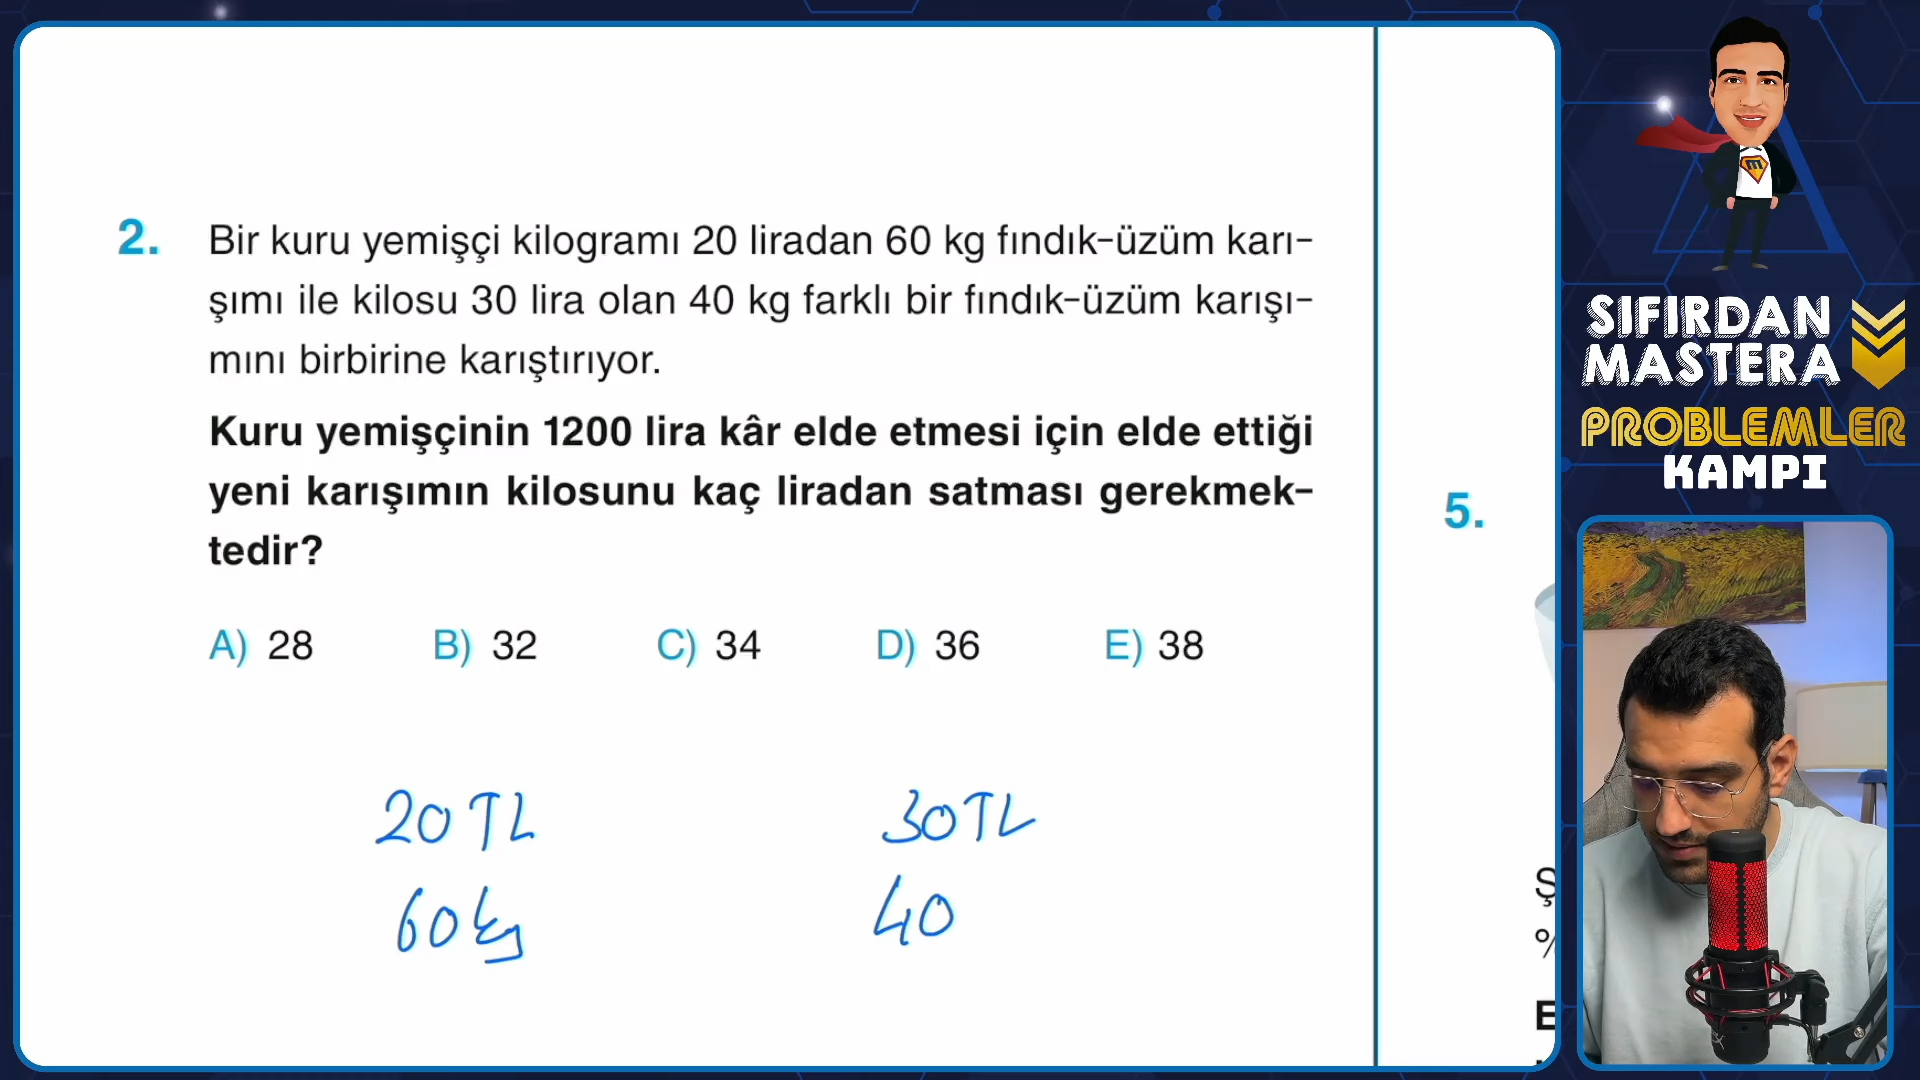 2. Bir kuru yemişçi kilogramı 20 liradan 60 kg fındık-üzüm karı-
şımı ile kilosu 30 lira olan 40 kg farklı bir fındık-üzüm karışı-
mını birbirine karıştırıyor.
Kuru yemişçinin 1200 lira kâr elde etmesi için elde ettiği
yeni karışımın kilosunu kaç liradan satması gerekmek-
tedir?
A) 28 B) 32 C) 34 D) 36 E) 38
20 TL 30 TL
60 kg 40
5.
Ş
%
E
m
SIFIRDAN
MASTERA
PROBLEMLER
KAMPI